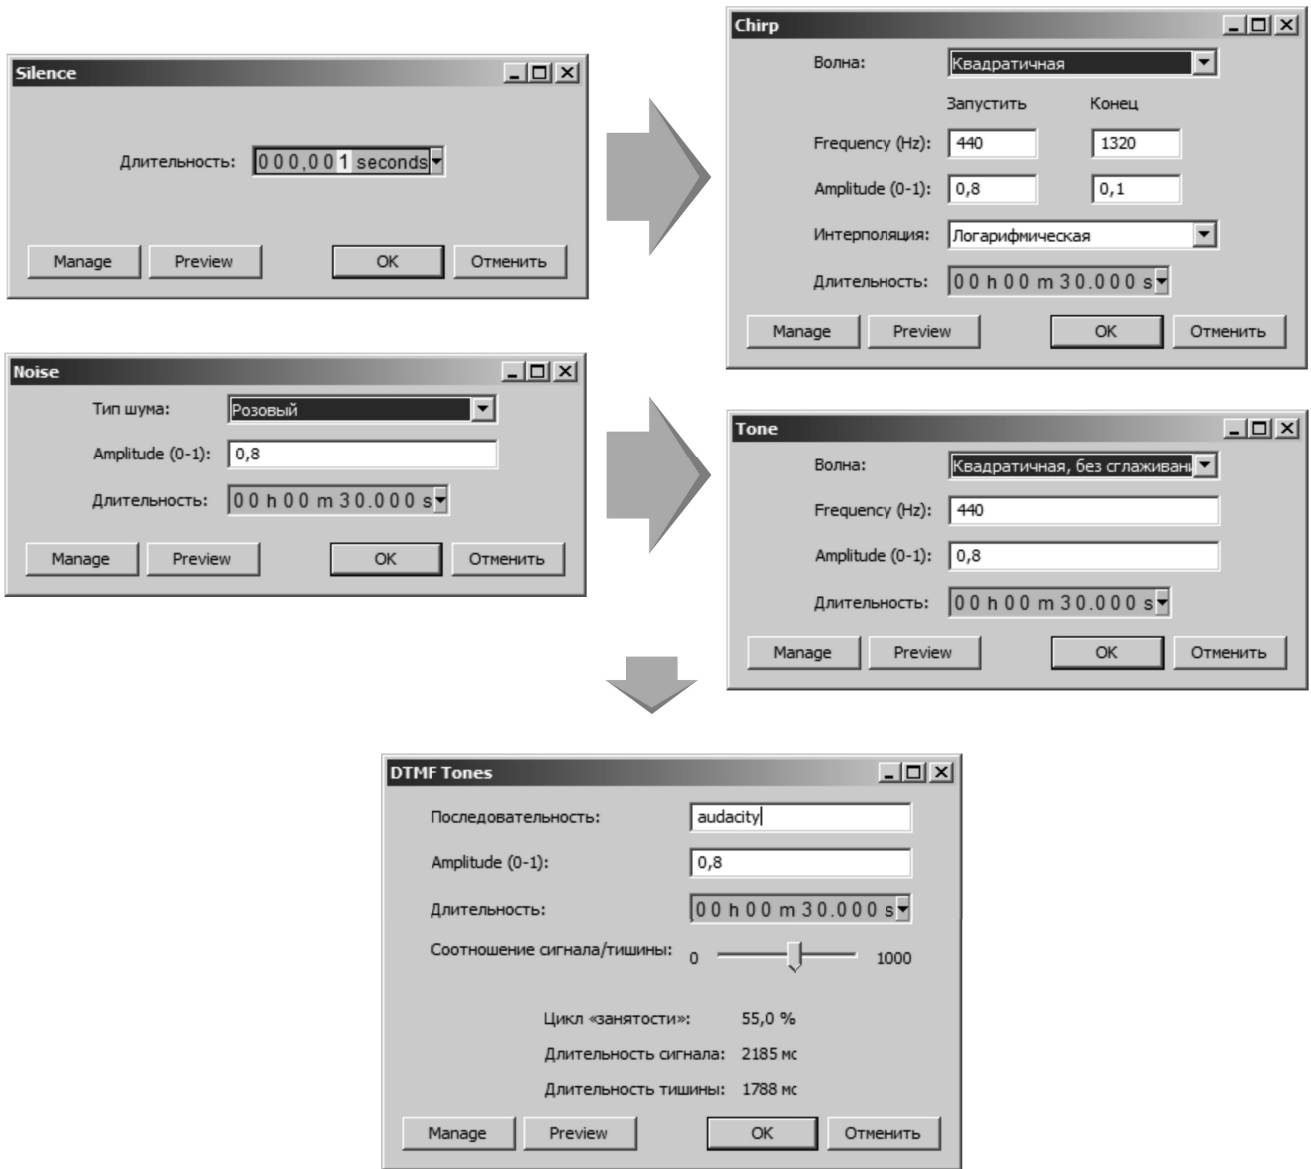 Silence
Длительность: 000,001 seconds
Manage Preview OK Отменить
Chirp
Волна: Квадратичная
Запустить Конец
Frequency (Hz): 440 1320
Amplitude (0-1): 0,8 0,1
Интерполяция: Логарифмическая
Длительность: 00 h 00 m 30.000 s
Manage Preview OK Отменить
Noise
Тип шума: Розовый
Amplitude (0-1): 0,8
Длительность: 00 h 00 m 30.000 s
Manage Preview OK Отменить
Tone
Волна: Квадратичная, без сглаживани
Frequency (Hz): 440
Amplitude (0-1): 0,8
Длительность: 00 h 00 m 30.000 s
Manage Preview OK Отменить
DTMF Tones
Последовательность: audacity
Amplitude (0-1): 0,8
Длительность: 00 h 00 m 30.000 s
Соотношение сигнала/тишины: 0 1000
Цикл «занятости»: 55,0 %
Длительность сигнала: 2185 мс
Длительность тишины: 1788 мс
Manage Preview OK Отменить